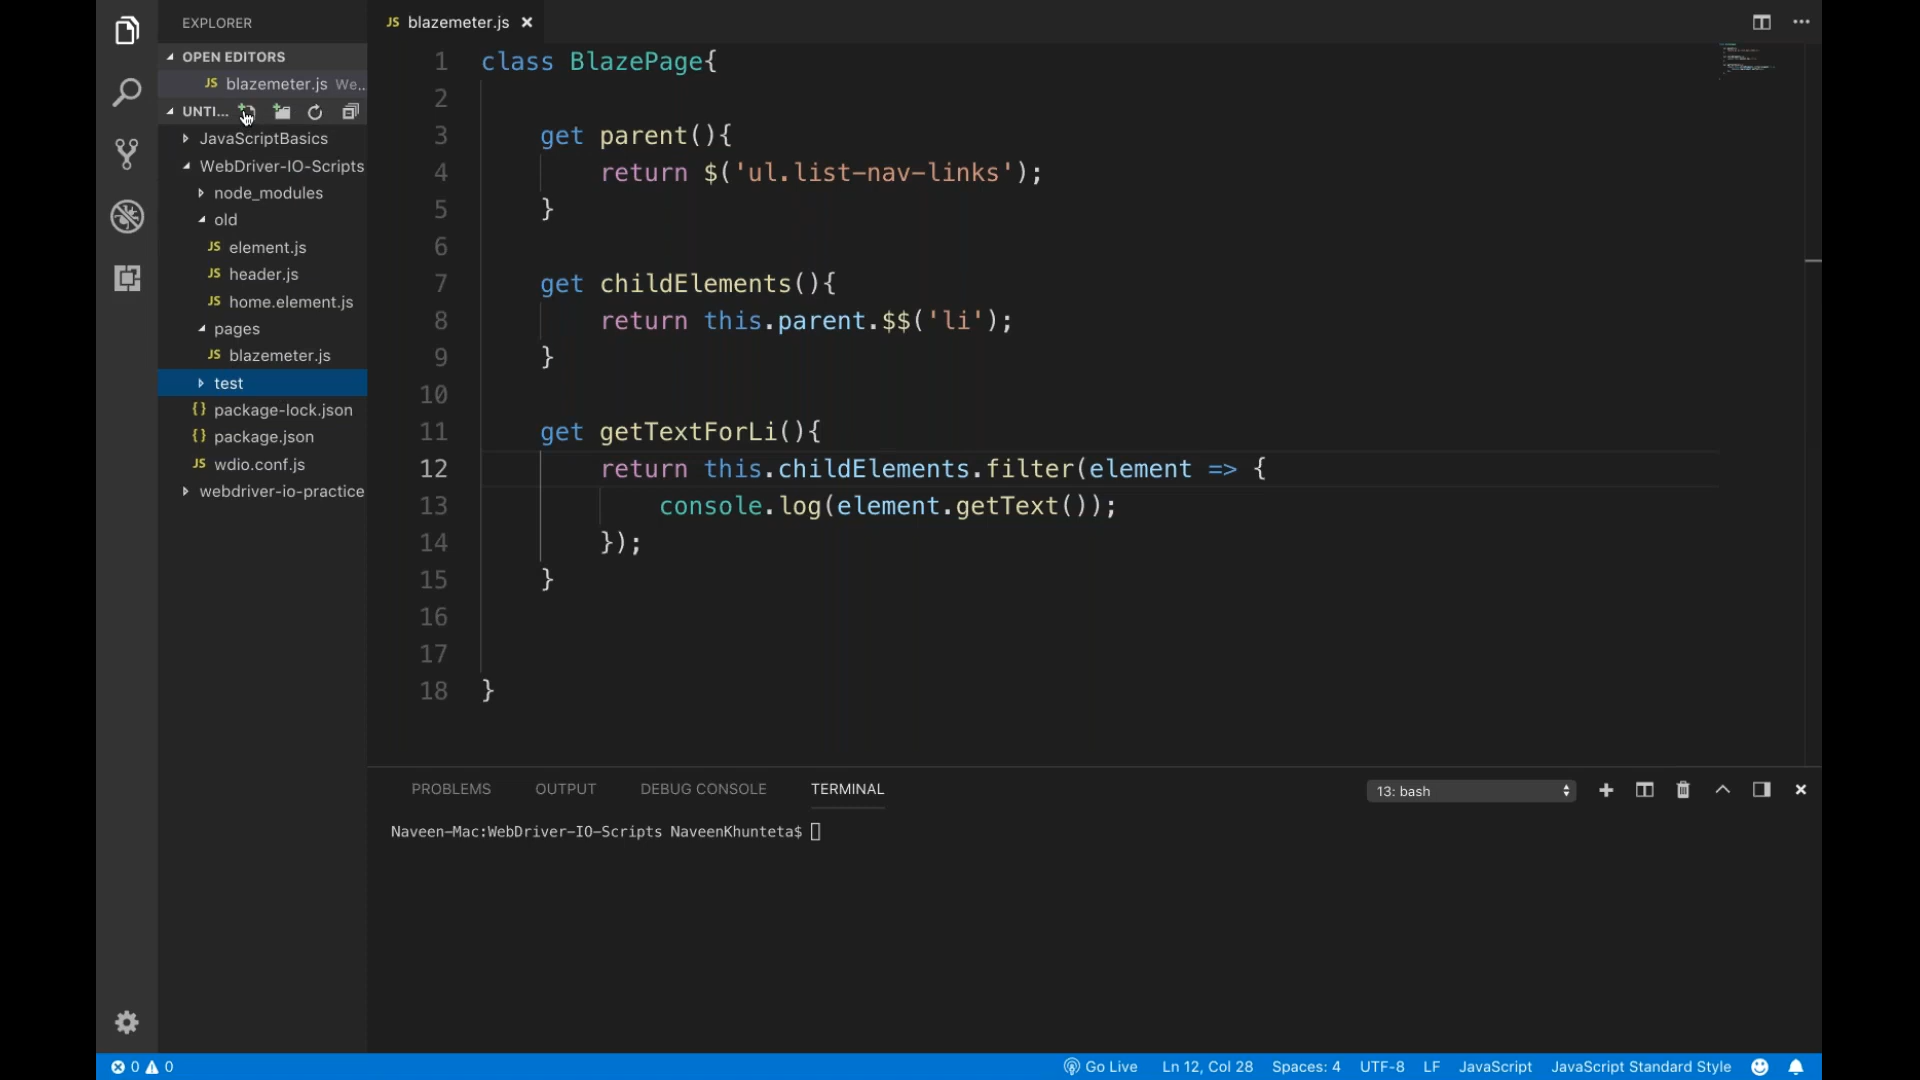 EXPLORER
OPEN EDITORS
JS blazemeter.js We...
UNTI...
JavaScriptBasics
WebDriver-IO-Scripts
node_modules
old
JS element.js
JS header.js
JS home.element.js
pages
JS blazemeter.js
test
{} package-lock.json
{} package.json
JS wdio.conf.js
webdriver-io-practice
JS blazemeter.js
1 class BlazePage{
2
3 get parent(){
4 return $('ul.list-nav-links');
5 }
6
7 get childElements(){
8 return this.parent.$$('li');
9 }
10
11 get getTextForLi(){
12 return this.childElements.filter(element => {
13 console.log(element.getText());
14 });
15 }
16
17
18 }
PROBLEMS OUTPUT DEBUG CONSOLE TERMINAL 13: bash
Naveen-Mac:WebDriver-IO-Scripts NaveenKhunteta$
0 0 Go Live Ln 12, Col 28 Spaces: 4 UTF-8 LF JavaScript JavaScript Standard Style